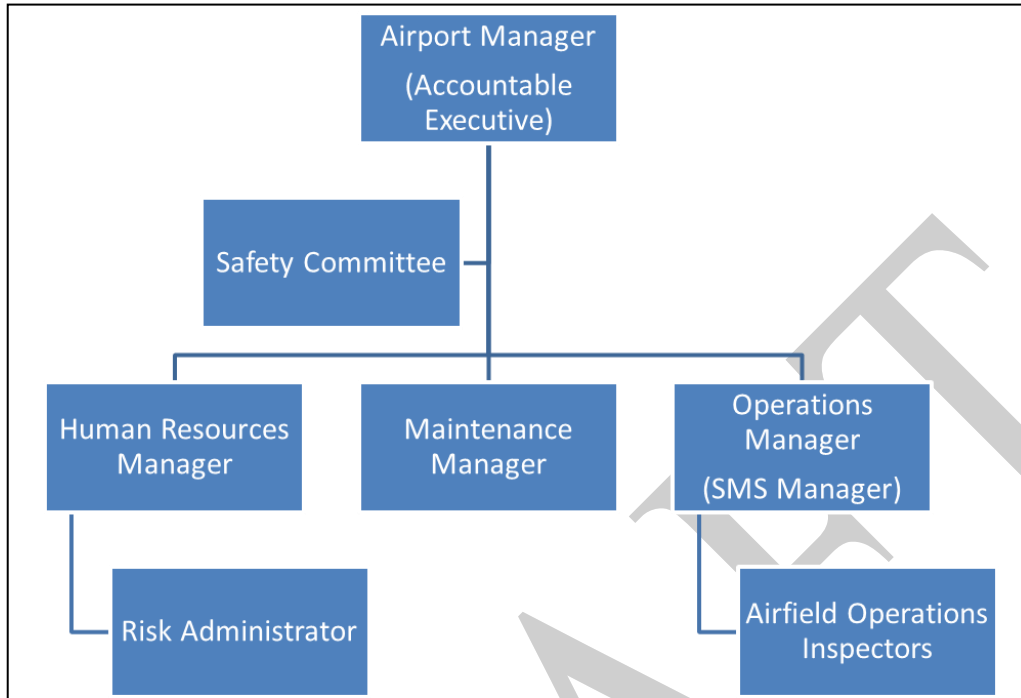 Airport Manager
(Accountable
Executive)
Safety Committee
Human Resources
Manager
Maintenance
Manager
Operations
Manager
(SMS Manager)
Risk Administrator
Airfield Operations
Inspectors